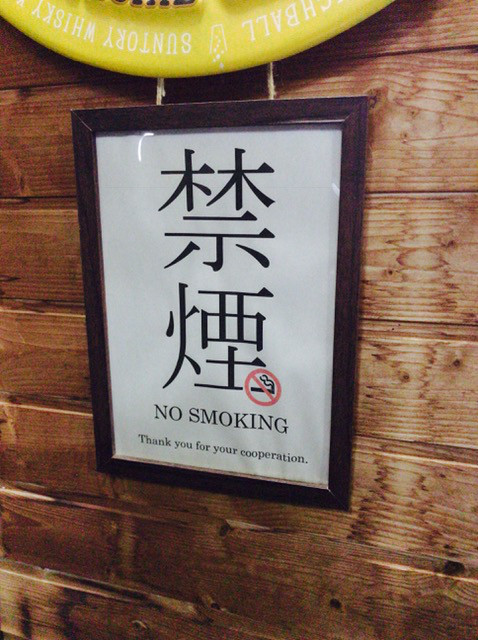 SUNTORY WHISKY
禁
煙
NO SMOKING
Thank you for your cooperation.